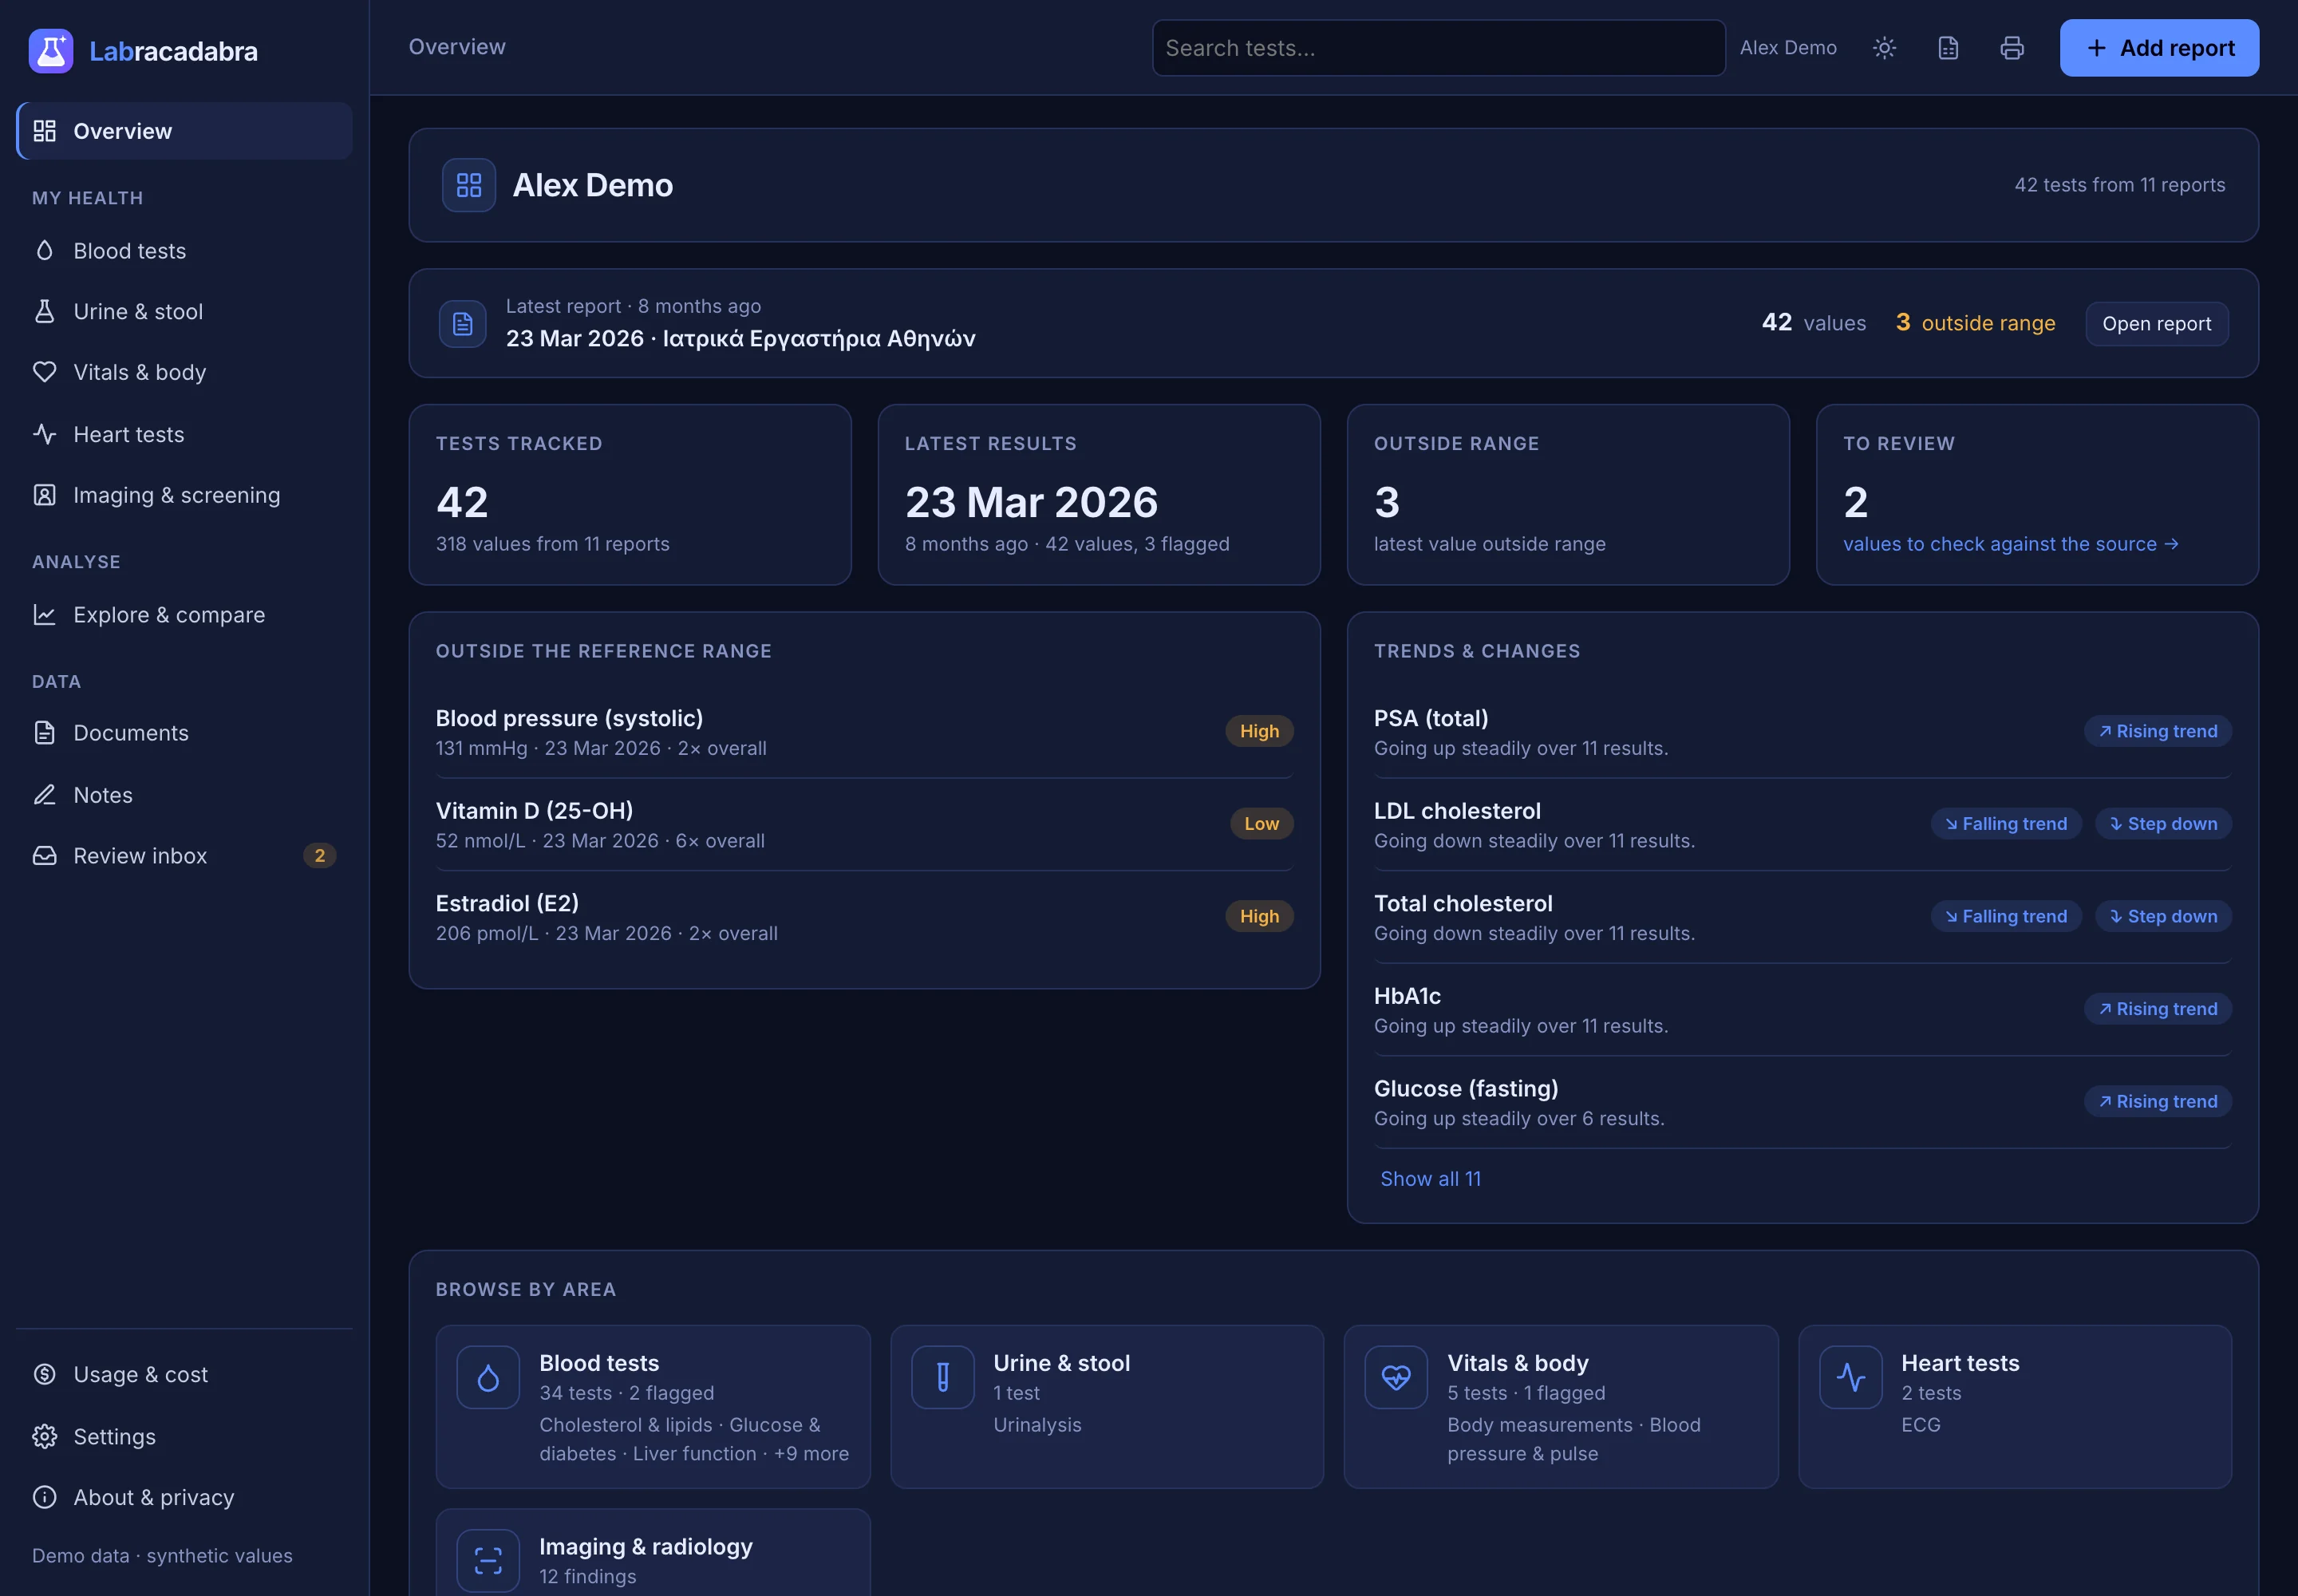 Labracadabra
Overview
MY HEALTH
Blood tests
Urine & stool
Vitals & body
Heart tests
Imaging & screening
ANALYSE
Explore & compare
DATA
Documents
Notes
Review inbox 2
Usage & cost
Settings
About & privacy
Demo data · synthetic values
Overview
Search tests...
Alex Demo
+ Add report
Alex Demo
42 tests from 11 reports
Latest report · 8 months ago
23 Mar 2026 · Ιατρικά Εργαστήρια Αθηνών
42 values 3 outside range Open report
TESTS TRACKED
42
318 values from 11 reports
LATEST RESULTS
23 Mar 2026
8 months ago · 42 values, 3 flagged
OUTSIDE RANGE
3
latest value outside range
TO REVIEW
2
values to check against the source →
OUTSIDE THE REFERENCE RANGE
Blood pressure (systolic)
131 mmHg · 23 Mar 2026 · 2× overall
High
Vitamin D (25-OH)
52 nmol/L · 23 Mar 2026 · 6× overall
Low
Estradiol (E2)
206 pmol/L · 23 Mar 2026 · 2× overall
High
TRENDS & CHANGES
PSA (total)
Going up steadily over 11 results.
↗ Rising trend
LDL cholesterol
Going down steadily over 11 results.
↘ Falling trend ⤵ Step down
Total cholesterol
Going down steadily over 11 results.
↘ Falling trend ⤵ Step down
HbA1c
Going up steadily over 11 results.
↗ Rising trend
Glucose (fasting)
Going up steadily over 6 results.
↗ Rising trend
Show all 11
BROWSE BY AREA
Blood tests
34 tests · 2 flagged
Cholesterol & lipids · Glucose &
diabetes · Liver function · +9 more
Urine & stool
1 test
Urinalysis
Vitals & body
5 tests · 1 flagged
Body measurements · Blood
pressure & pulse
Heart tests
2 tests
ECG
Imaging & radiology
12 findings